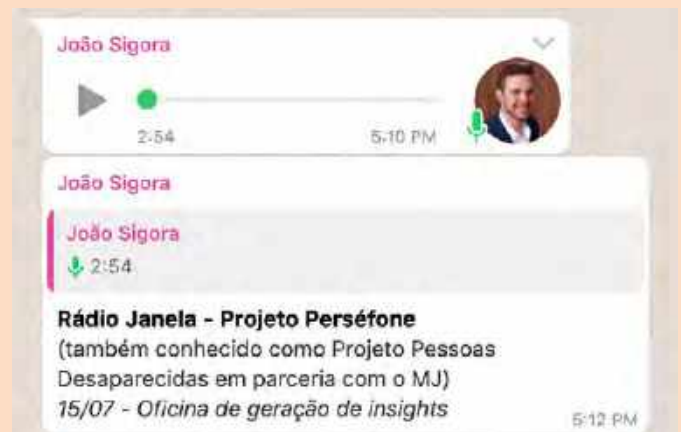 João Sigora
2:54 5:10 PM
João Sigora
João Sigora
2:54
Rádio Janela - Projeto Perséfone
(também conhecido como Projeto Pessoas
Desaparecidas em parceria com o MJ)
15/07 - Oficina de geração de insights
5:12 PM